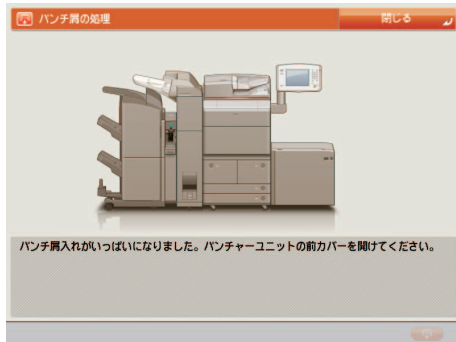 パンチ屑の処理
閉じる
パンチ屑入れがいっぱいになりました。パンチャーユニットの前カバーを開けてください。